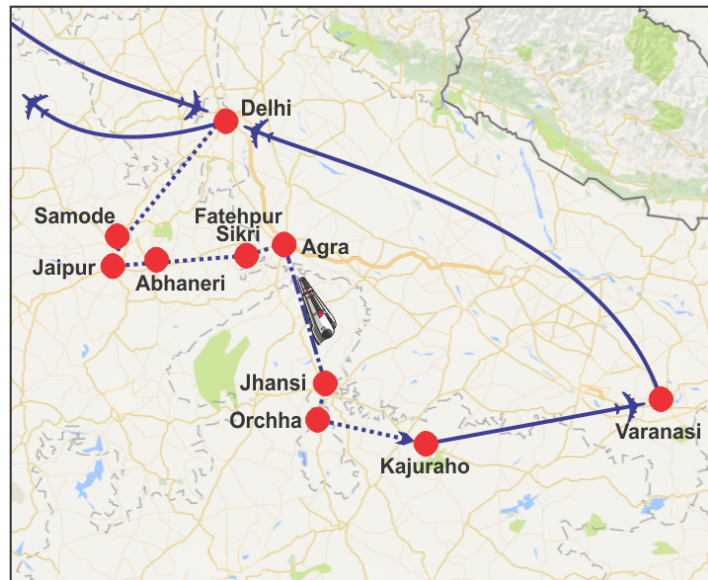 Delhi
Samode
Fatehpur
Sikri
Agra
Jaipur
Abhaneri
Jhansi
Orchha
Varanasi
Kajuraho